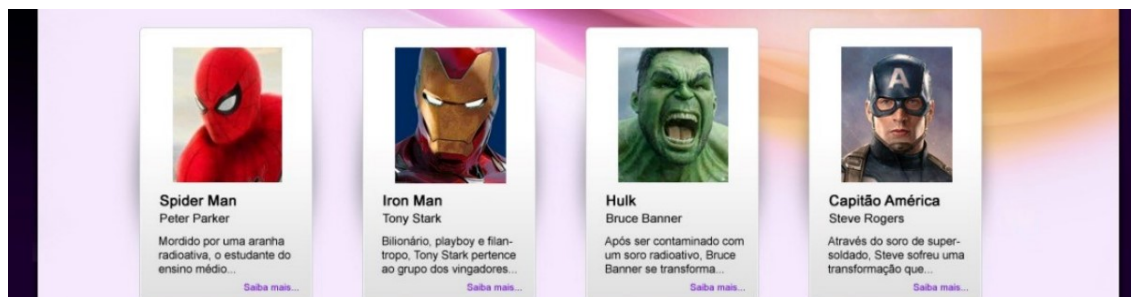 Spider Man
Peter Parker
Mordido por uma aranha
radioativa, o estudante do
ensino médio...
Saiba mais...
Iron Man
Tony Stark
Bilionário, playboy e filan-
tropo, Tony Stark pertence
ao grupo dos vingadores...
Saiba mais...
Hulk
Bruce Banner
Após ser contaminado com
um soro radioativo, Bruce
Banner se transforma...
Saiba mais...
A
Capitão América
Steve Rogers
Através do soro de super-
soldado, Steve sofreu uma
transformação que...
Saiba mais...